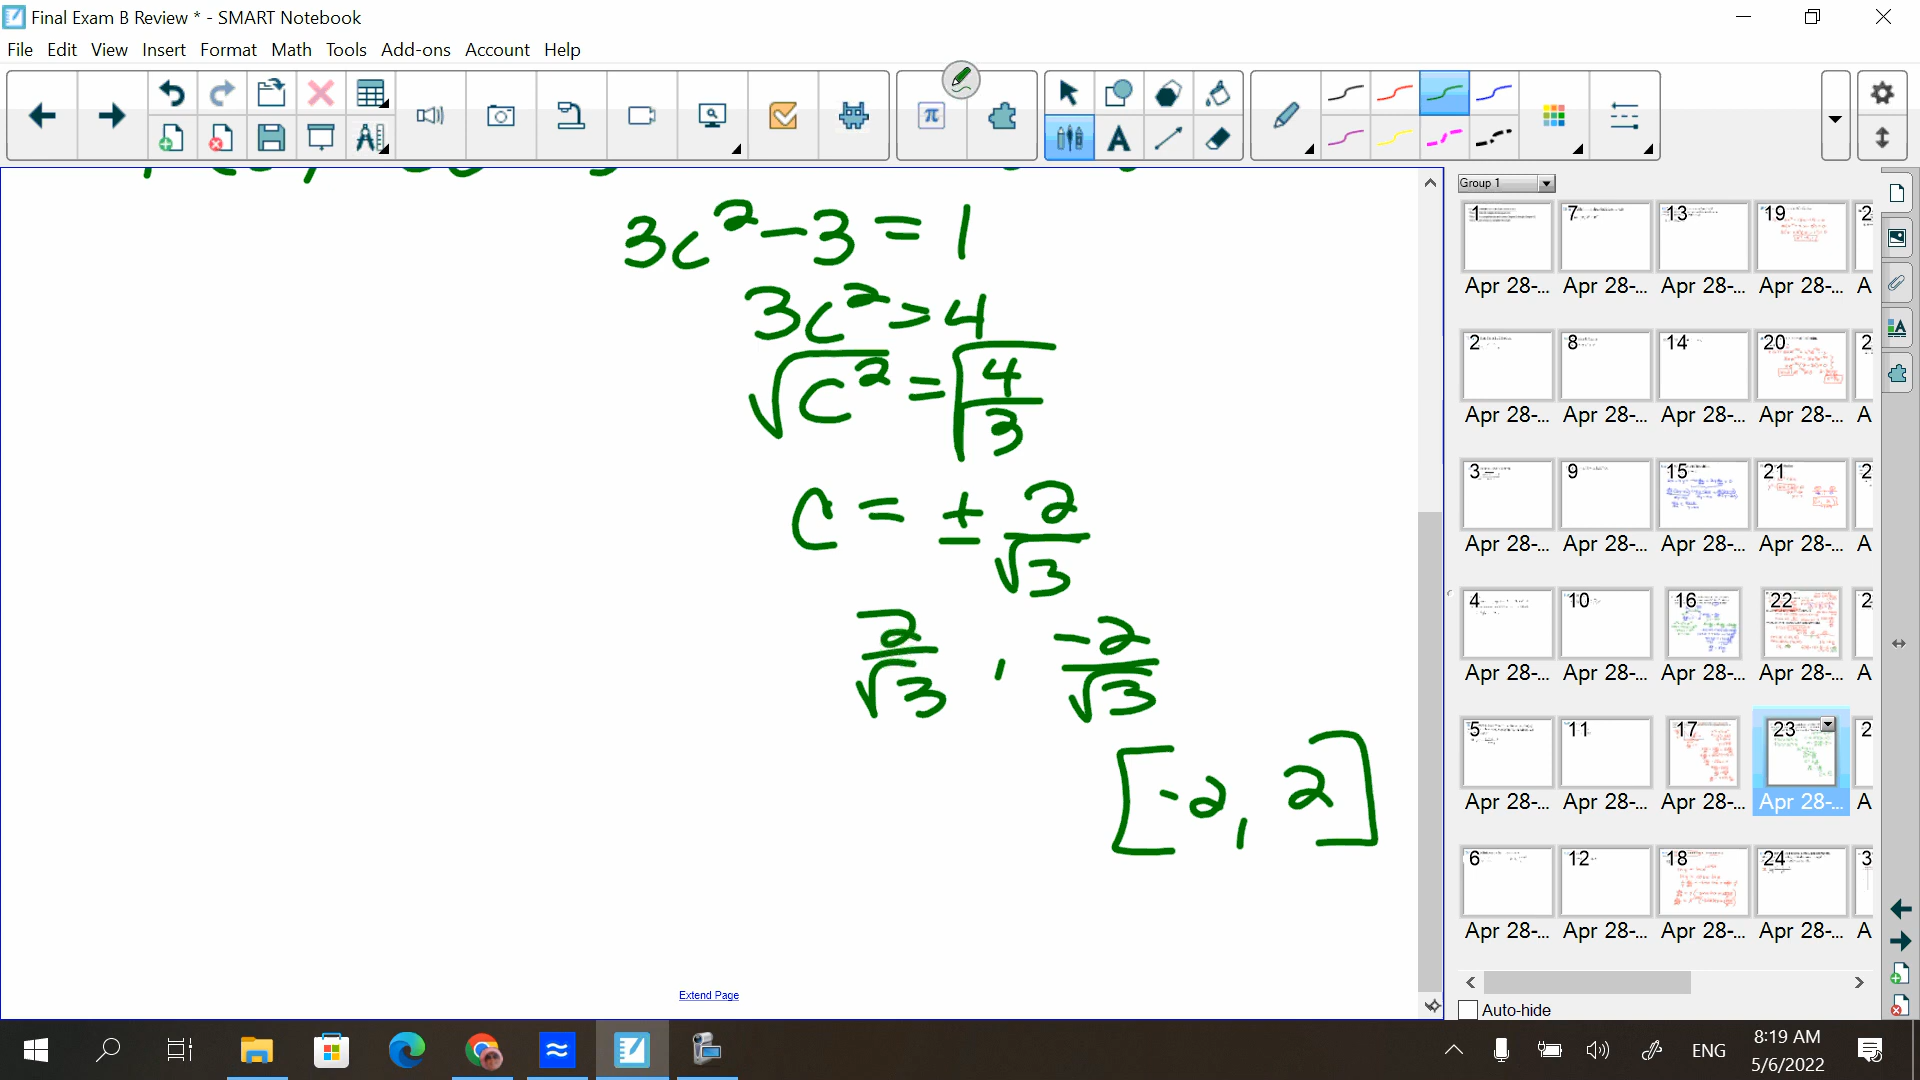 Final Exam B Review * - SMART Notebook
File Edit View Insert Format Math Tools Add-ons Account Help
3c² - 3 = 1
3c² = 4
√c² = √4/3
c = ± 2/√3
2/√3 , -2/√3
[-2, 2]
Extend Page
Group 1
1 7 13 19 2
Apr 28-... Apr 28-... Apr 28-... Apr 28-... A
2 8 14 20 2
Apr 28-... Apr 28-... Apr 28-... Apr 28-... A
3 9 15 21 2
Apr 28-... Apr 28-... Apr 28-... Apr 28-... A
4 10 16 22 2
Apr 28-... Apr 28-... Apr 28-... Apr 28-... A
5 11 17 23 2
Apr 28-... Apr 28-... Apr 28-... Apr 28-... A
6 12 18 24 3
Apr 28-... Apr 28-... Apr 28-... Apr 28-... A
Auto-hide
ENG
8:19 AM
5/6/2022